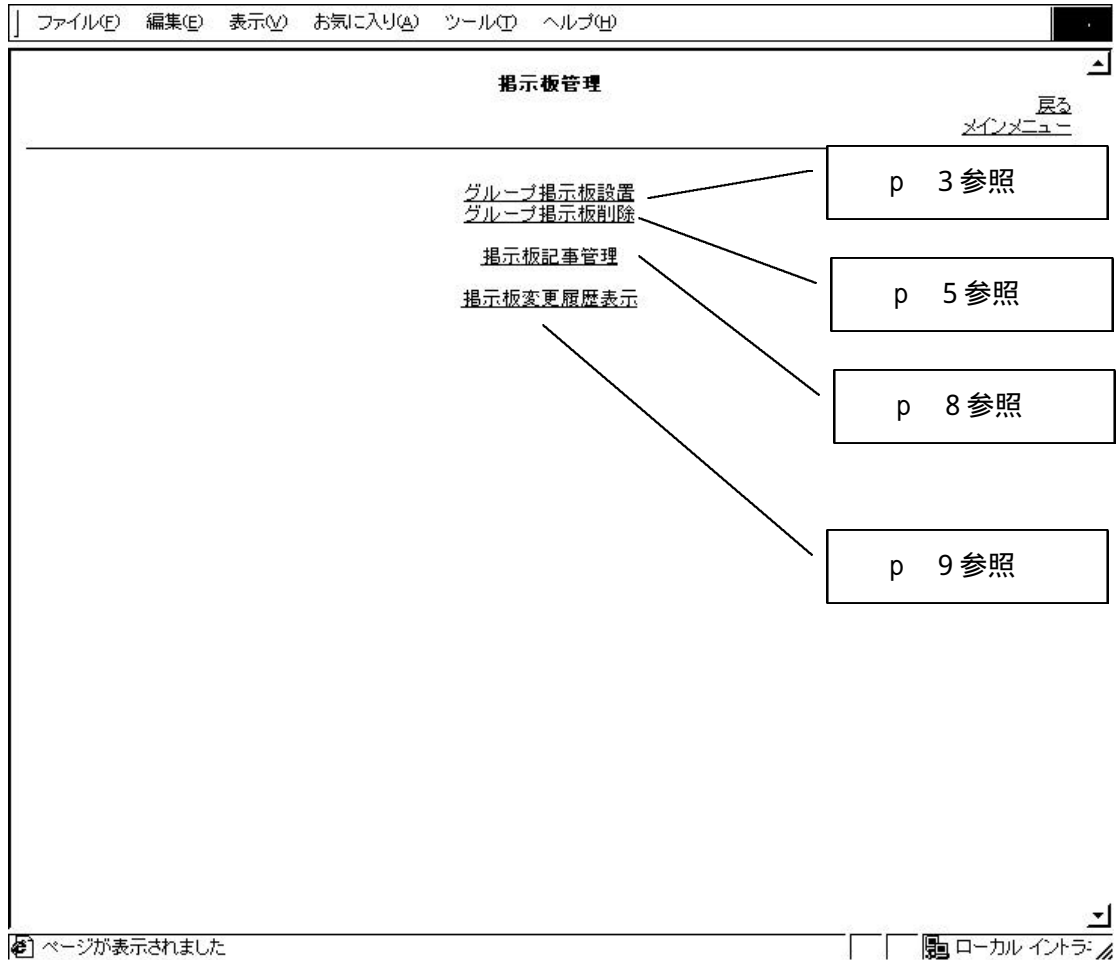 ファイル(F) 編集(E) 表示(V) お気に入り(A) ツール(T) ヘルプ(H)
掲示板管理
戻る
メインメニュー
グループ掲示板設置
グループ掲示板削除
掲示板記事管理
掲示板変更履歴表示
p 3参照
p 5参照
p 8参照
p 9参照
ページが表示されました
ローカル イントラ